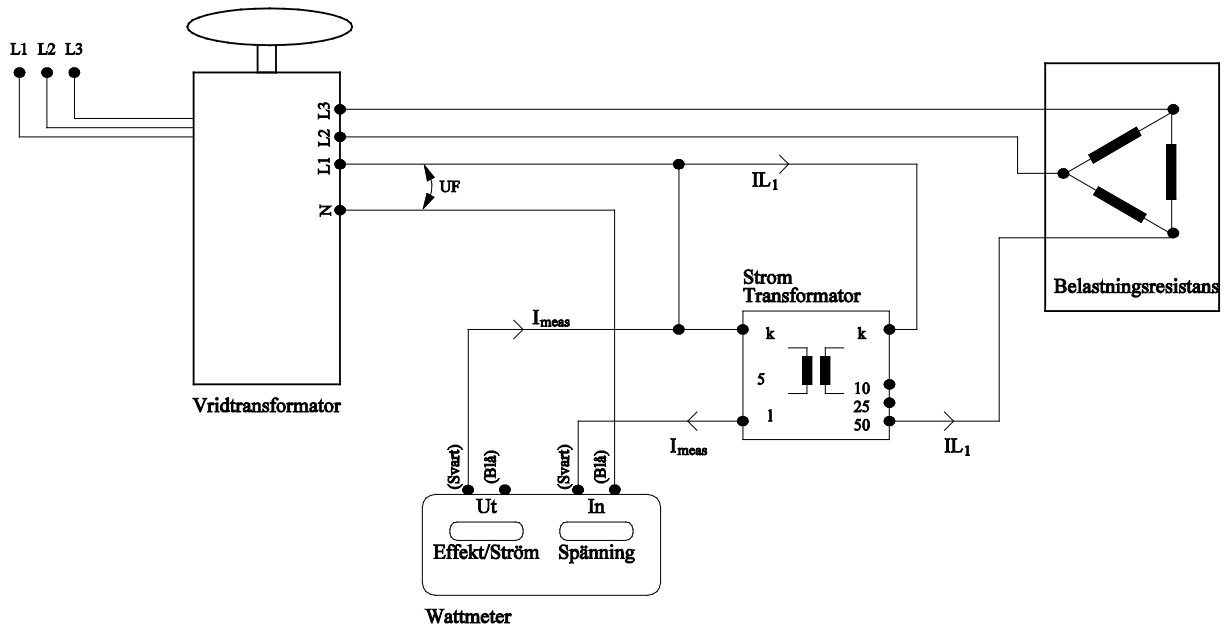 L1 L2 L3
L3
L2
L1
N
UF
IL1
Strom
Transformator
Belastningsresistans
Imeas
k k
5
10
25
l 50
Vridtransformator
Imeas
IL1
(Svart) (Blå) (Svart) (Blå)
Ut In
Effekt/Ström Spänning
Wattmeter